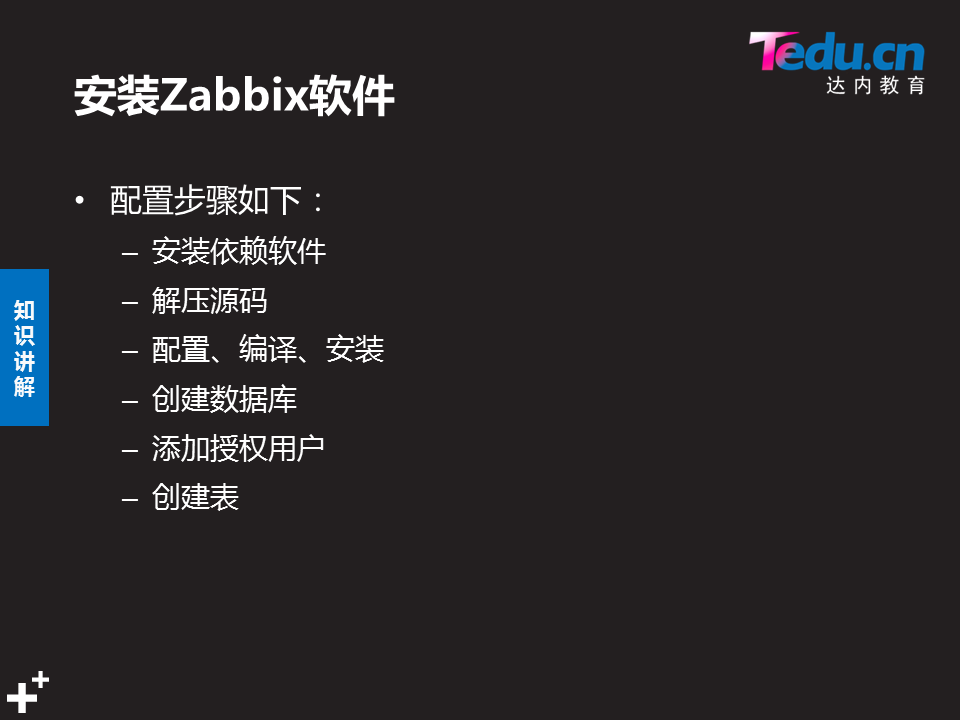 Tedu.cn
达内教育
安装Zabbix软件
• 配置步骤如下：
– 安装依赖软件
– 解压源码
– 配置、编译、安装
– 创建数据库
– 添加授权用户
– 创建表
知
识
讲
解